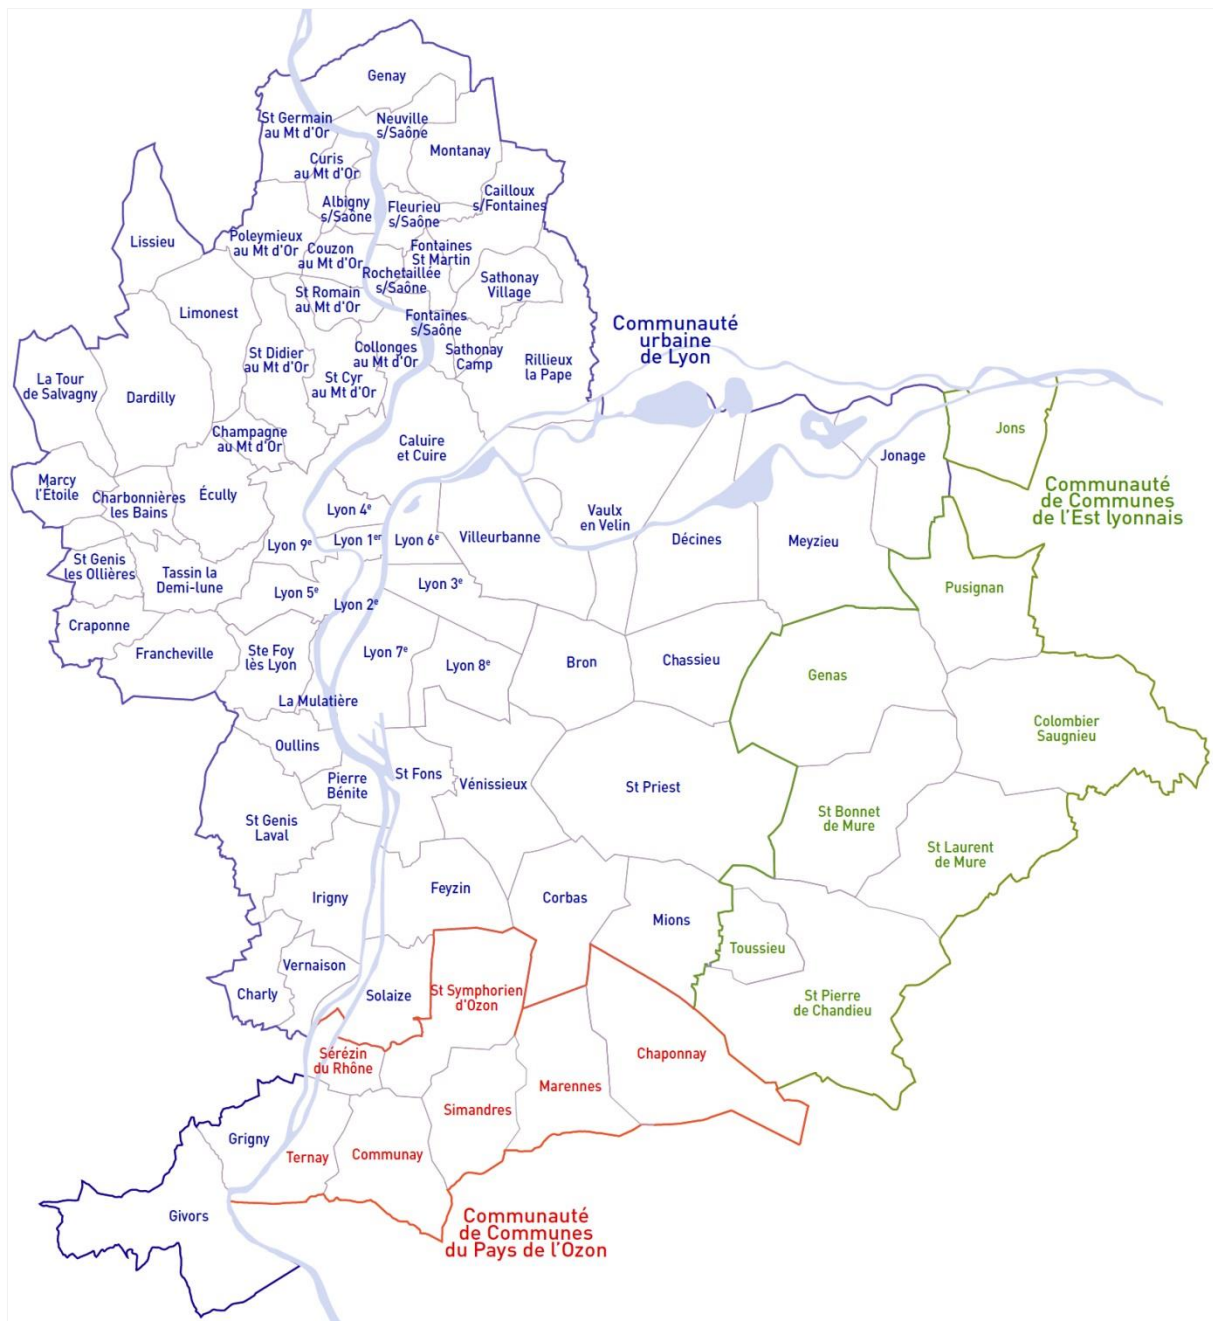 Genay
St Germain
au Mt d'Or
Neuville
s/Saône
Montanay
Curis
au Mt d'Or
Cailloux
s/Fontaines
Albigny
s/Saône
Fleurieu
s/Saône
Lissieu
Poleymieux
au Mt d'Or
Couzon
au Mt d'Or
Fontaines
St Martin
Rochetaillée
s/Saône
Sathonay
Village
St Romain
au Mt d'Or
Limonest
Fontaines
s/Saône
Communauté
urbaine
de Lyon
St Didier
au Mt d'Or
Collonges
au Mt d'Or
Sathonay
Camp
Rillieux
la Pape
La Tour
de Salvagny
St Cyr
au Mt d'Or
Dardilly
Champagne
au Mt d'Or
Caluire
et Cuire
Jons
Jonage
Marcy
l'Étoile
Charbonnières
les Bains
Écully
Communauté
de Communes
de l'Est lyonnais
Lyon 4e
Vaulx
en Velin
Lyon 9e
Lyon 1er
Lyon 6e
Villeurbanne
Décines
Meyzieu
St Genis
les Ollières
Tassin la
Demi-lune
Lyon 5e
Lyon 3e
Pusignan
Lyon 2e
Craponne
Francheville
Ste Foy
lès Lyon
Lyon 7e
Lyon 8e
Bron
Chassieu
Genas
La Mulatière
Colombier
Saugnieu
Oullins
Pierre
Bénite
St Fons
Vénissieux
St Priest
St Genis
Laval
St Bonnet
de Mure
St Laurent
de Mure
Irigny
Feyzin
Corbas
Mions
Toussieu
Vernaison
Charly
Solaize
St Symphorien
d'Ozon
St Pierre
de Chandieu
Sérézin
du Rhône
Chaponnay
Marennes
Simandres
Grigny
Ternay
Communay
Givors
Communauté
de Communes
du Pays de l'Ozon